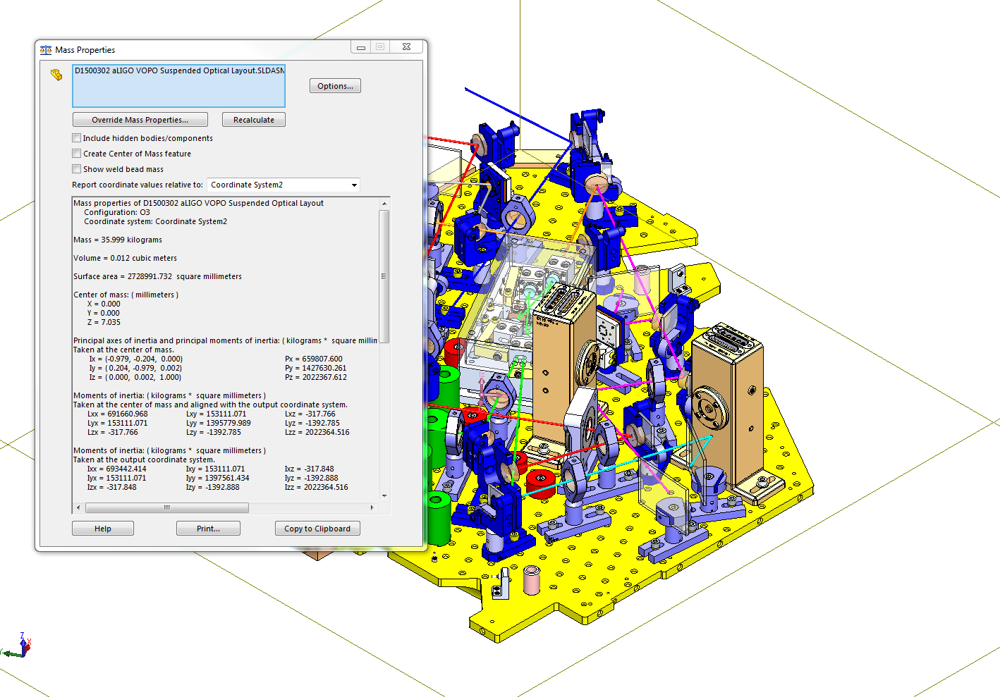 Mass Properties
D1500302 aLIGO VOPO Suspended Optical Layout.SLDASM
Options...
Override Mass Properties...
Recalculate
Include hidden bodies/components
Create Center of Mass feature
Show weld bead mass
Report coordinate values relative to: Coordinate System2
Mass properties of D1500302 aLIGO VOPO Suspended Optical Layout
Configuration: O3
Coordinate system: Coordinate System2
Mass = 35.999 kilograms
Volume = 0.012 cubic meters
Surface area = 2728991.732 square millimeters
Center of mass: ( millimeters )
X = 0.000
Y = 0.000
Z = 7.035
Principal axes of inertia and principal moments of inertia: ( kilograms * square millin
Taken at the center of mass.
Ix = (-0.979, -0.204, 0.000) Px = 659807.600
Iy = ( 0.204, -0.979, 0.002) Py = 1427630.261
Iz = ( 0.000, 0.002, 1.000) Pz = 2022367.612
Moments of inertia: ( kilograms * square millimeters )
Taken at the center of mass and aligned with the output coordinate system.
Lxx = 691660.968 Lxy = 153111.071 Lxz = -317.766
Lyx = 153111.071 Lyy = 1395779.989 Lyz = -1392.785
Lzx = -317.766 Lzy = -1392.785 Lzz = 2022364.516
Moments of inertia: ( kilograms * square millimeters )
Taken at the output coordinate system.
Ixx = 693442.414 Ixy = 153111.071 Ixz = -317.848
Iyx = 153111.071 Iyy = 1397561.434 Iyz = -1392.888
Izx = -317.848 Izy = -1392.888 Izz = 2022364.516
Help
Print...
Copy to Clipboard
Z
X